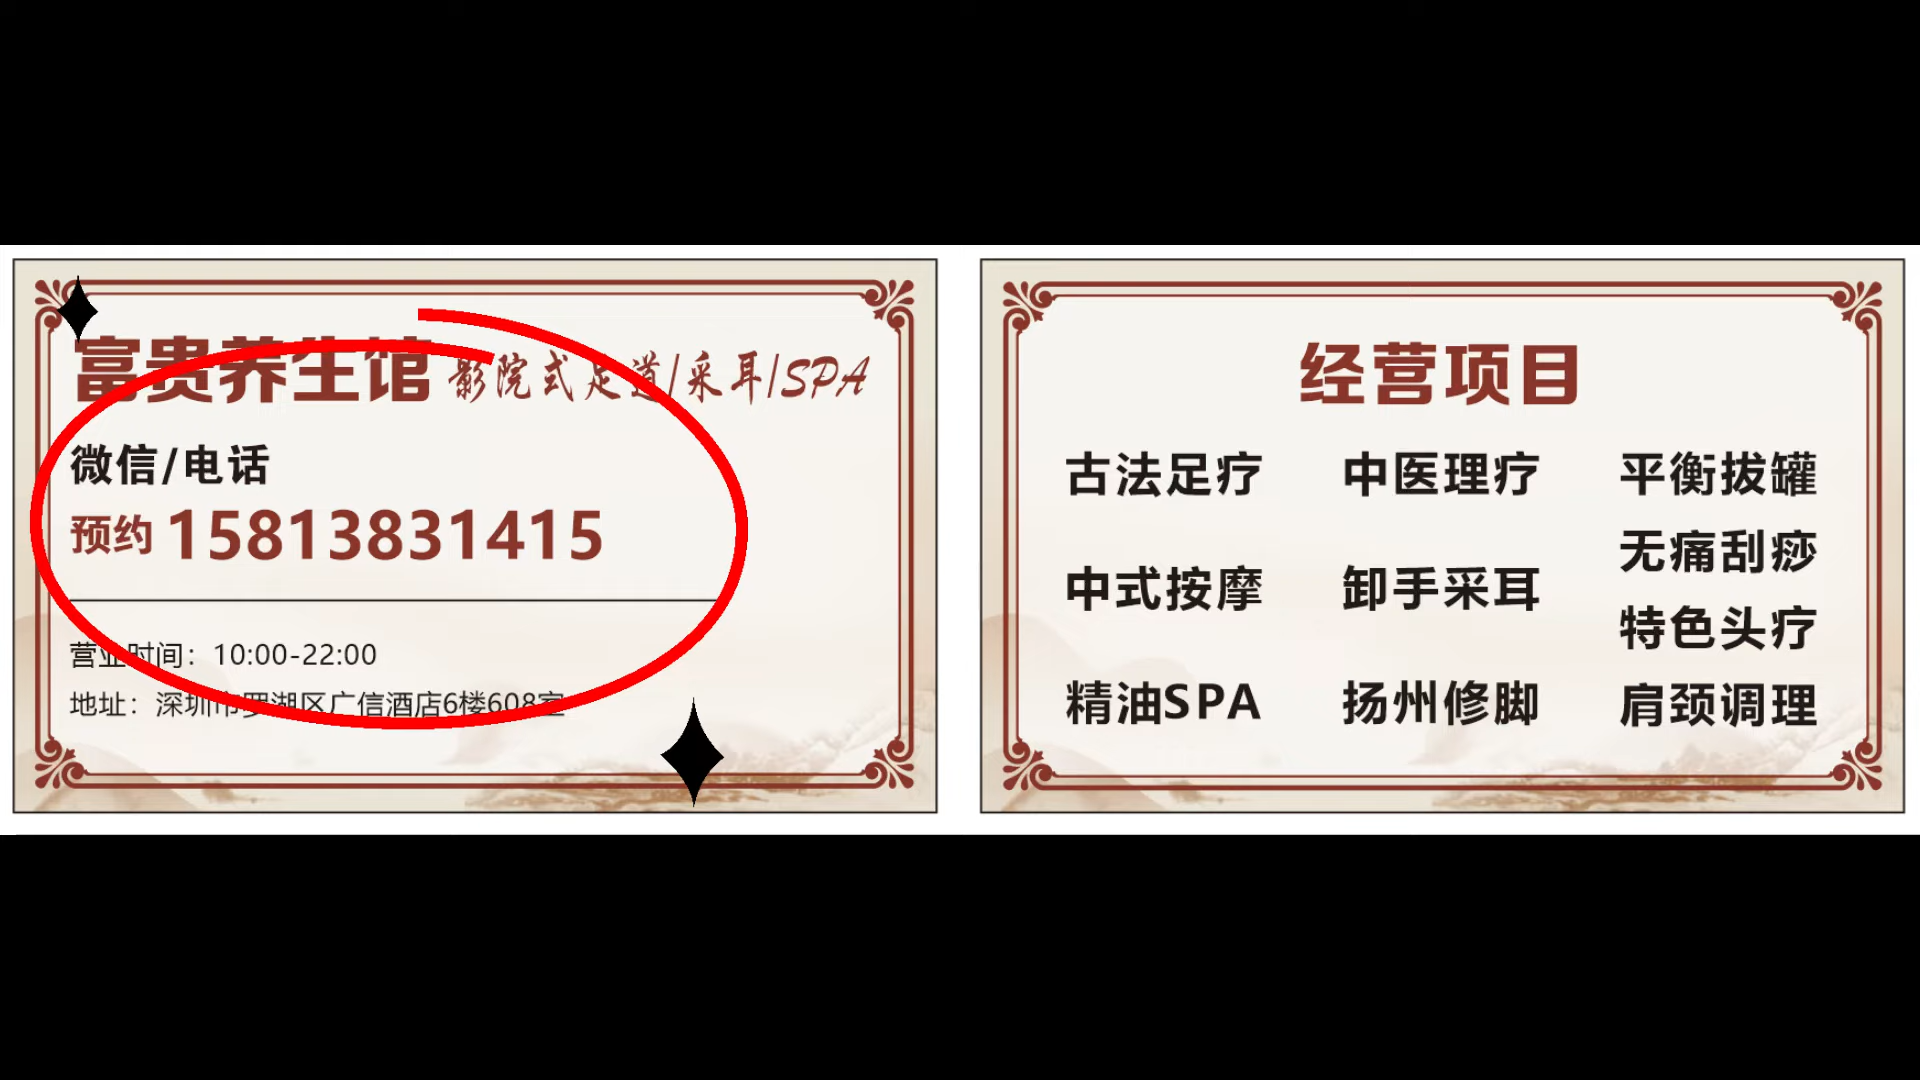 富贵养生馆 影院式足道/采耳/SPA
微信/电话
预约 15813831415
营业时间：10:00-22:00
地址：深圳市罗湖区广信酒店6楼608室
经营项目
古法足疗 中医理疗 平衡拔罐
无痛刮痧
中式按摩 卸手采耳
特色头疗
精油SPA 扬州修脚 肩颈调理